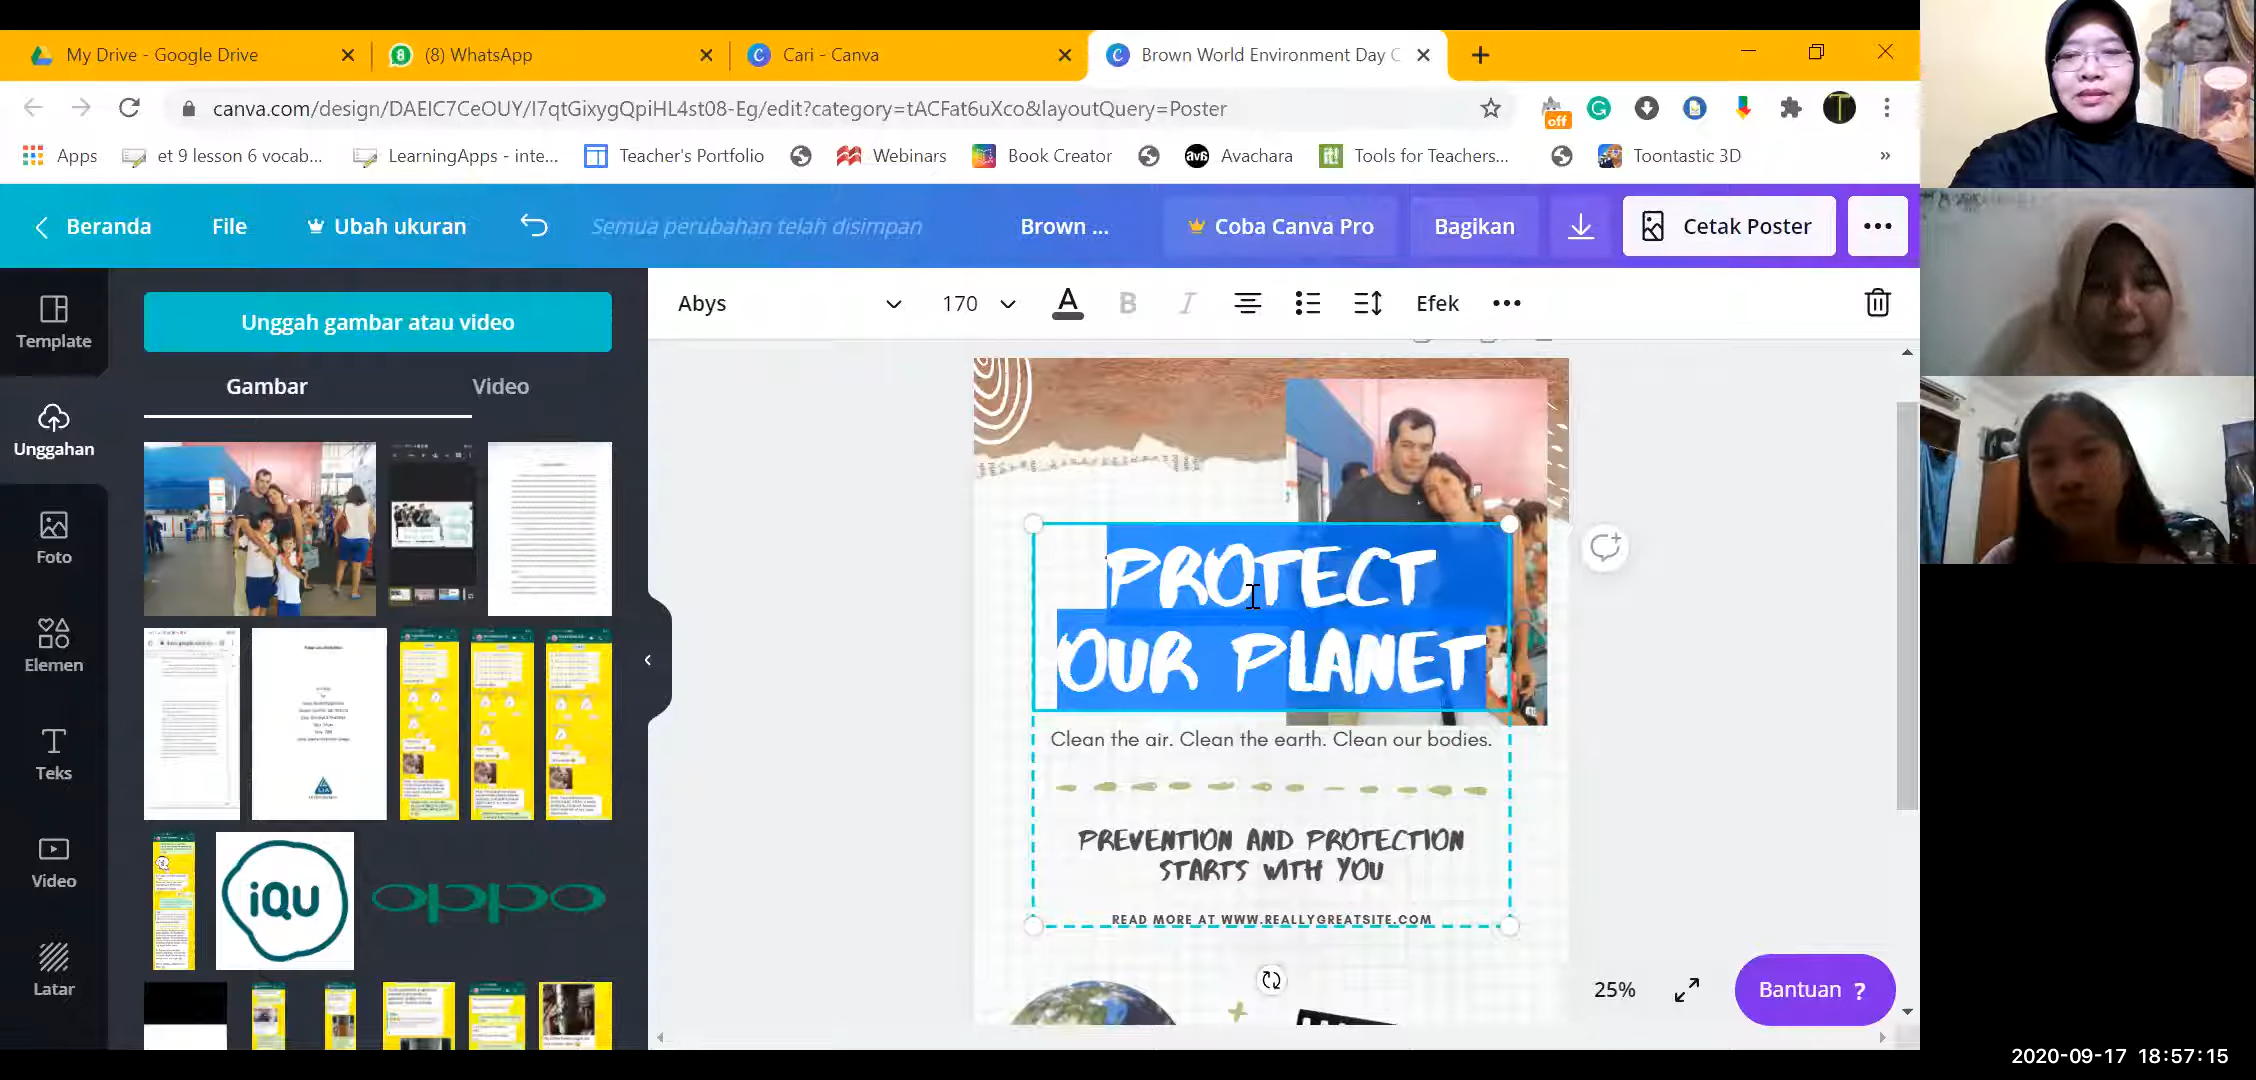 My Drive - Google Drive
(8) WhatsApp
Cari - Canva
Brown World Environment Day C
canva.com/design/DAEIC7CeOUY/I7qtGixygQpiHL4st08-Eg/edit?category=tACFat6uXco&layoutQuery=Poster
off
Apps
et 9 lesson 6 vocab...
LearningApps - inte...
Teacher's Portfolio
Webinars
Book Creator
Avachara
Tools for Teachers...
Toontastic 3D
Beranda
File
Ubah ukuran
Semua perubahan telah disimpan
Brown ...
Coba Canva Pro
Bagikan
Cetak Poster
Template
Unggahan
Foto
Elemen
Teks
Video
Latar
Unggah gambar atau video
Gambar
Video
iQU
oppo
Abys
170
A
B
I
Efek
PROTECT
OUR PLANET
Clean the air. Clean the earth. Clean our bodies.
PREVENTION AND PROTECTION
STARTS WITH YOU
READ MORE AT WWW.REALLYGREATSITE.COM
25%
Bantuan ?
2020-09-17 18:57:15